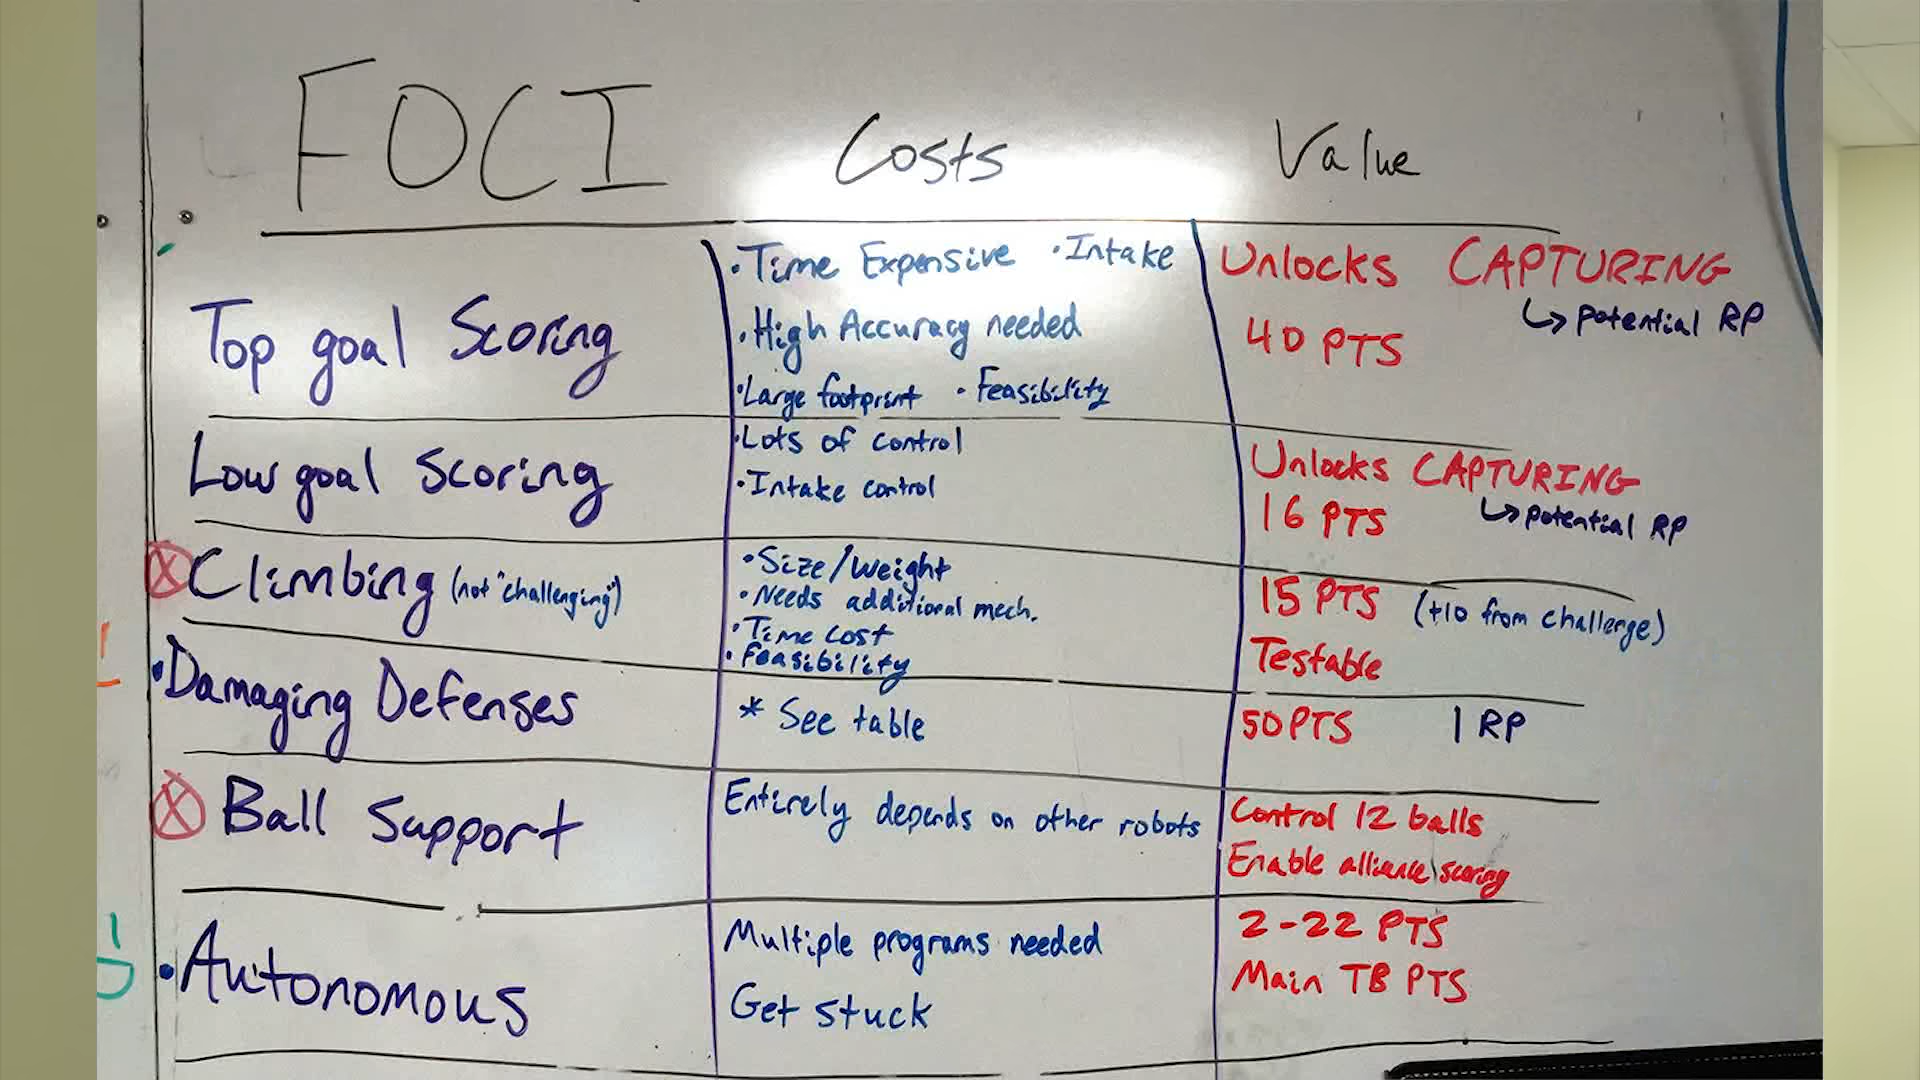 FOCI Costs Value
Top goal Scoring
• Time Expensive • Intake
• High Accuracy needed
• Large footprint • Feasibility
Unlocks CAPTURING
↳ potential RP
40 PTS
Low goal Scoring
• Lots of control
• Intake control
Unlocks CAPTURING
16 PTS ↳ potential RP
Climbing (not "challenging")
• Size/Weight
• Needs additional mech.
• Time cost
• Feasibility
15 PTS (+10 from challenge)
Testable
• Damaging Defenses
* See table
50 PTS 1 RP
Ball Support
Entirely depends on other robots
Control 12 balls
Enable alliance scoring
• Autonomous
Multiple programs needed
Get stuck
2-22 PTS
Main TB PTS